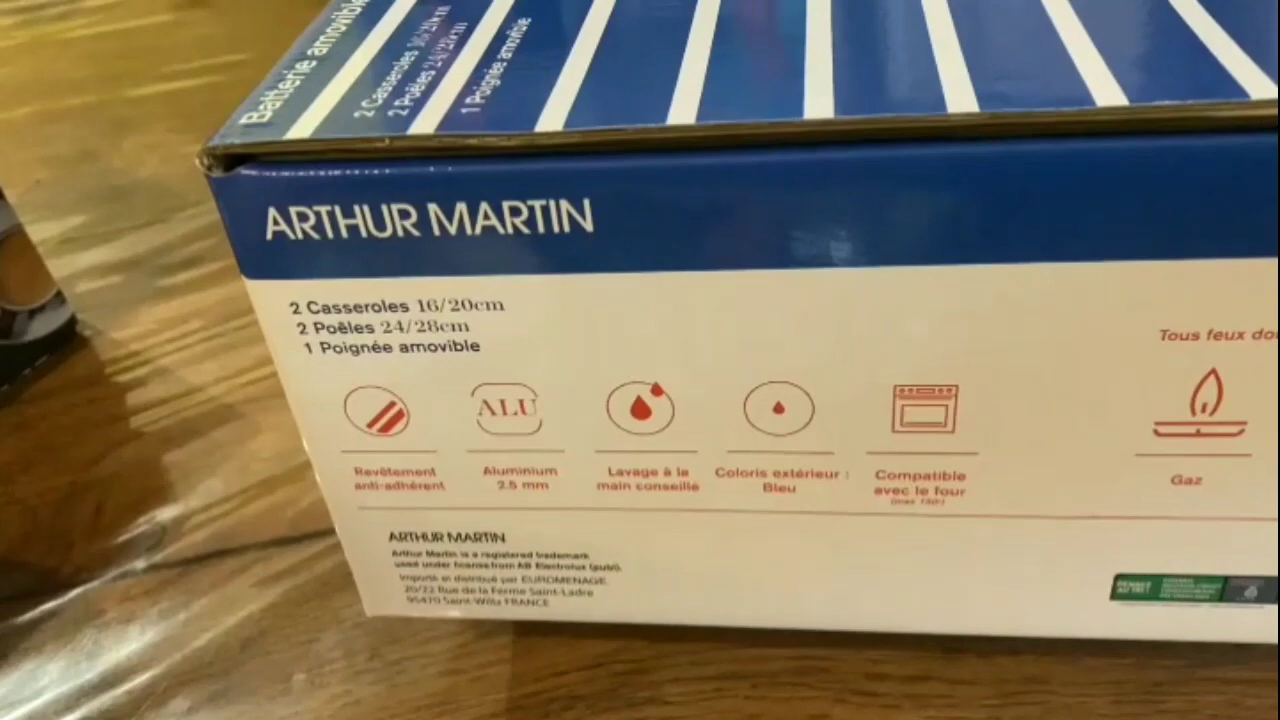 Batterie amovible
2 Casseroles 16/20cm
2 Poêles 24/28cm
1 Poignée amovible
ARTHUR MARTIN
2 Casseroles 16/20cm
2 Poêles 24/28cm
1 Poignée amovible
Tous feux
ALU
Revêtement
anti-adhérent
Aluminium
2.5 mm
Lavage à la
main conseillé
Coloris extérieur :
Bleu
Compatible
avec le four
Gaz
ARTHUR MARTIN
Arthur Martin is a registered trademark
used under license from AB Electrolux (publ).
Importé et distribué par EUROMENAGE
20/22 Rue de la Ferme Saint-Ladre
95470 Saint-Witz FRANCE